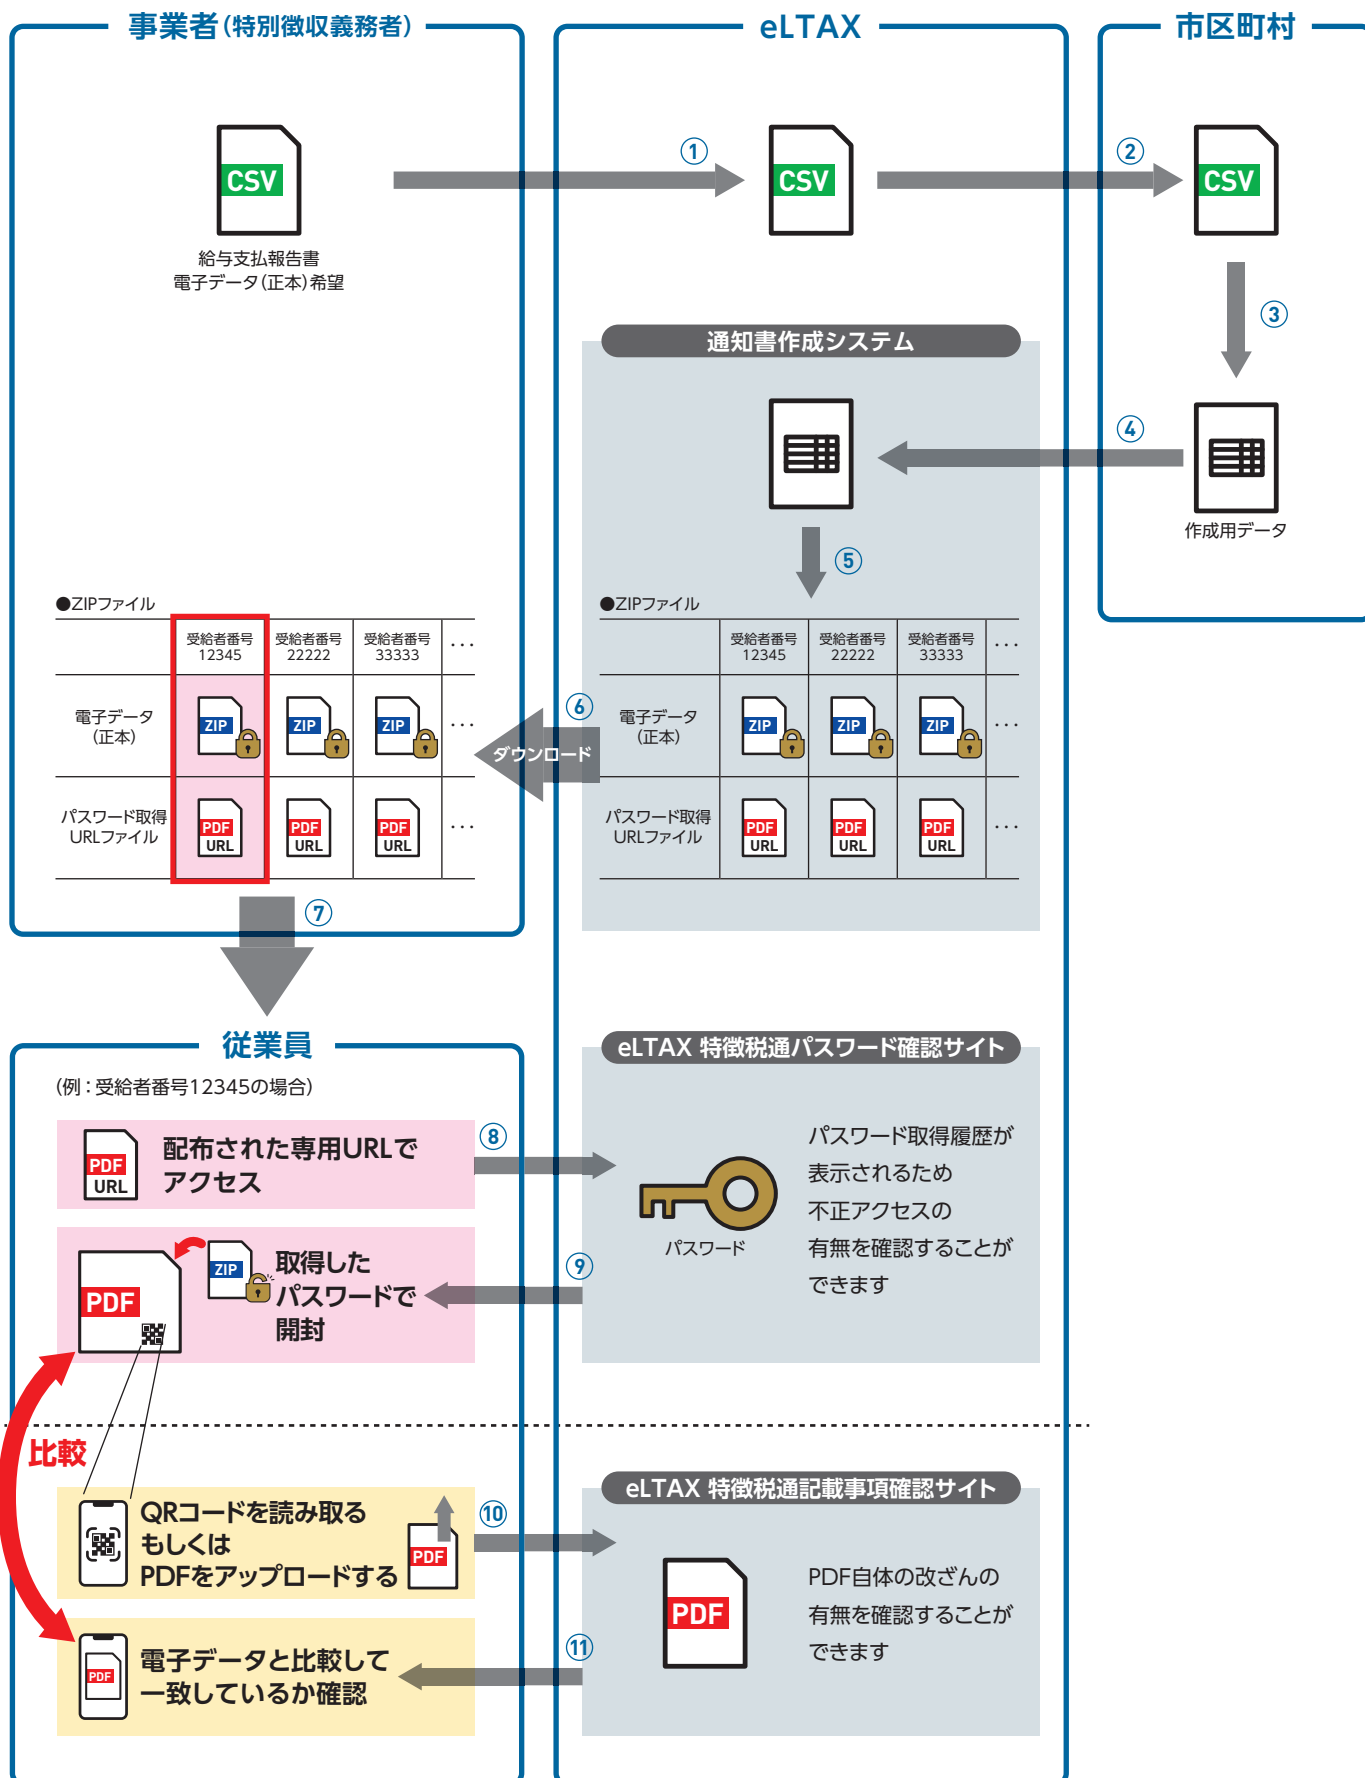 事業者(特別徴収義務者)
eLTAX
市区町村
①
②
CSV
CSV
CSV
給与支払報告書
電子データ(正本)希望
③
通知書作成システム
④
作成用データ
⑤
●ZIPファイル
受給者番号
12345
受給者番号
22222
受給者番号
33333
・・・
電子データ
(正本)
ZIP
ZIP
ZIP
・・・
パスワード取得
URLファイル
PDF
URL
PDF
URL
PDF
URL
・・・
⑥
ダウンロード
●ZIPファイル
受給者番号
12345
受給者番号
22222
受給者番号
33333
・・・
電子データ
(正本)
ZIP
ZIP
ZIP
・・・
パスワード取得
URLファイル
PDF
URL
PDF
URL
PDF
URL
・・・
⑦
従業員
(例：受給者番号12345の場合)
PDF
URL
配布された専用URLで
アクセス
⑧
eLTAX 特徴税通パスワード確認サイト
パスワード
パスワード取得履歴が
表示されるため
不正アクセスの
有無を確認することが
できます
⑨
PDF
ZIP
取得した
パスワードで
開封
比較
QRコードを読み取る
もしくは
PDFをアップロードする
PDF
⑩
eLTAX 特徴税通記載事項確認サイト
PDF
PDF自体の改ざんの
有無を確認することが
できます
⑪
PDF
電子データと比較して
一致しているか確認